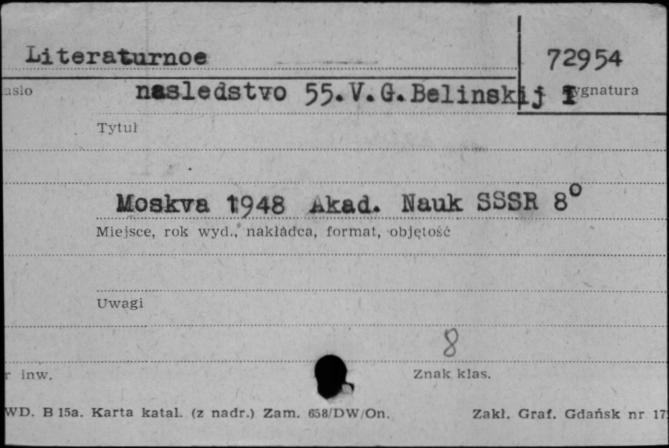 Literaturnoe 72954
asło nasledstvo 55.V.G.Belinskij I ygnatura
Tytuł
Moskva 1948 Akad. Nauk SSSR 8°
Miejsce, rok wyd., nakładca, format, objętość
Uwagi
8
r inw. Znak klas.
WD. B 15a. Karta katal. (z nadr.) Zam. 658/DW/On. Zakł. Graf. Gdańsk nr 17